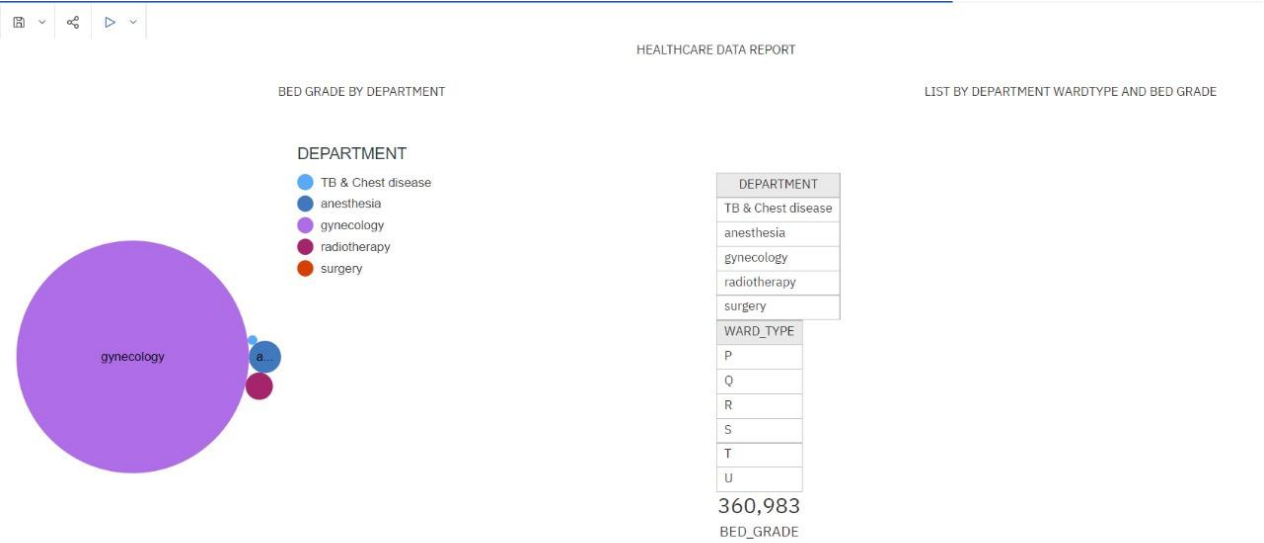 HEALTHCARE DATA REPORT
BED GRADE BY DEPARTMENT
LIST BY DEPARTMENT WARDTYPE AND BED GRADE
DEPARTMENT
TB & Chest disease
anesthesia
gynecology
radiotherapy
surgery
gynecology
a...
DEPARTMENT
TB & Chest disease
anesthesia
gynecology
radiotherapy
surgery
WARD_TYPE
P
Q
R
S
T
U
360,983
BED_GRADE